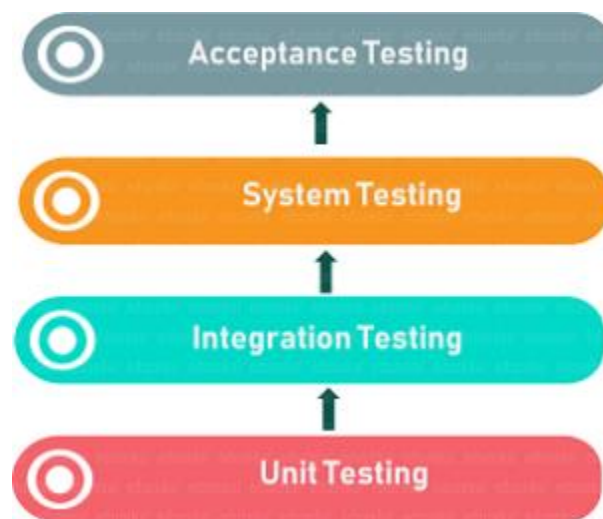 Acceptance Testing
System Testing
Integration Testing
Unit Testing